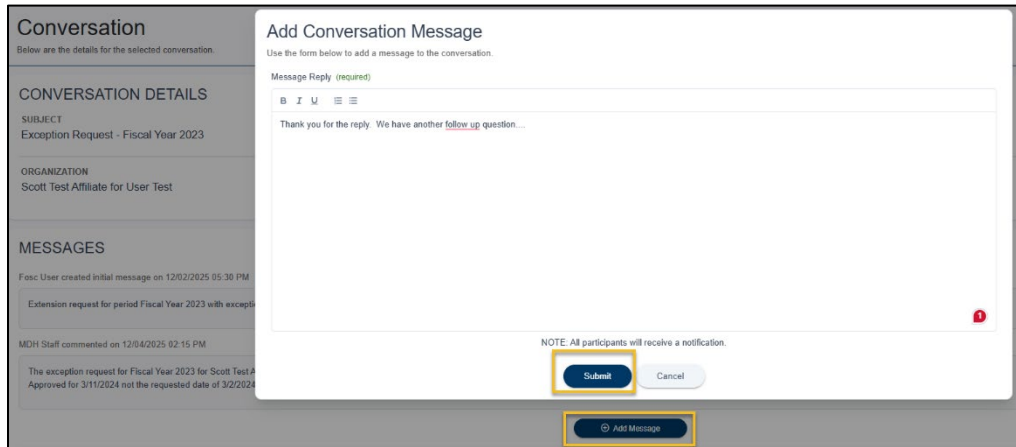 Conversation
Below are the details for the selected conversation.
CONVERSATION DETAILS
SUBJECT
Exception Request - Fiscal Year 2023
ORGANIZATION
Scott Test Affiliate for User Test
MESSAGES
Fosc User created initial message on 12/02/2025 05:30 PM
Extension request for period Fiscal Year 2023 with excepti
MDH Staff commented on 12/04/2025 02:15 PM
The exception request for Fiscal Year 2023 for Scott Test A
Approved for 3/11/2024 not the requested date of 3/2/2024
Add Conversation Message
Use the form below to add a message to the conversation.
Message Reply (required)
B I U
Thank you for the reply. We have another follow up question....
1
NOTE: All participants will receive a notification.
Submit Cancel
Add Message